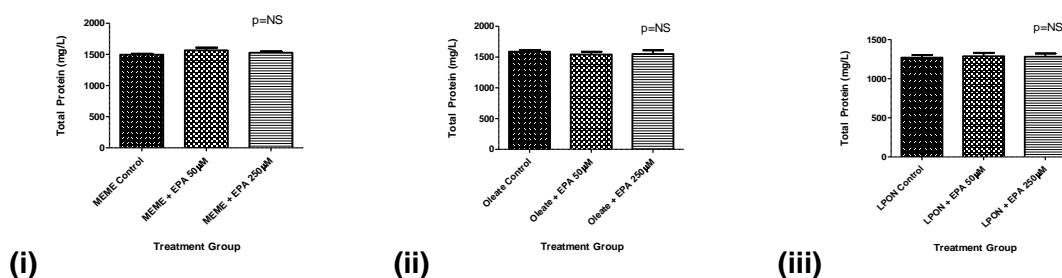 p=NS
Total Protein (mg/L)
2000
1500
1000
500
0
MEME Control
MEME + EPA 50µM
MEME + EPA 250µM
Treatment Group
(i)
p=NS
Total Protein (mg/L)
2000
1500
1000
500
0
Oleate Control
Oleate + EPA 50µM
Oleate + EPA 250µM
Treatment Group
(ii)
p=NS
Total Protein (mg/L)
1500
1000
500
0
LPON Control
LPON + EPA 50µM
LPON + EPA 250µM
Treatment Group
(iii)